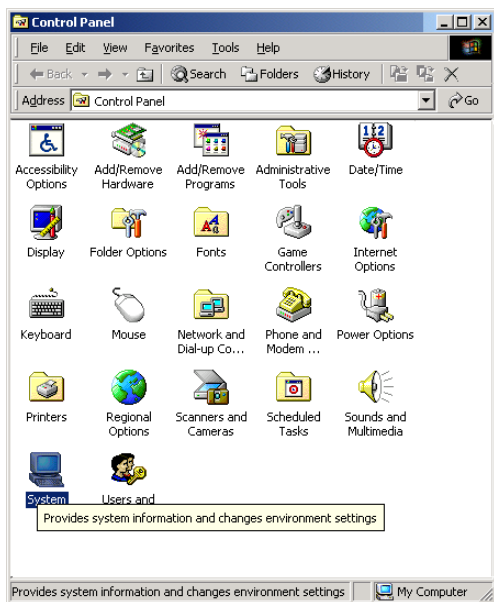 Control Panel
File Edit View Favorites Tools Help
Back Search Folders History
Address Control Panel Go
Accessibility Options
Add/Remove Hardware
Add/Remove Programs
Administrative Tools
Date/Time
Display
Folder Options
Fonts
Game Controllers
Internet Options
Keyboard
Mouse
Network and Dial-up Co...
Phone and Modem ...
Power Options
Printers
Regional Options
Scanners and Cameras
Scheduled Tasks
Sounds and Multimedia
System
Users and
Provides system information and changes environment settings
Provides system information and changes environment settings My Computer